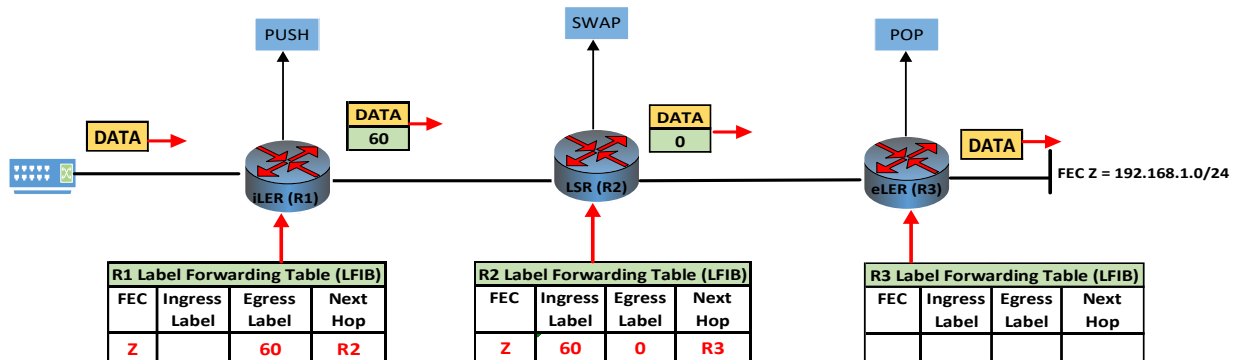 PUSH
SWAP
POP
DATA
DATA
60
DATA
0
DATA
iLER (R1)
LSR (R2)
eLER (R3)
FEC Z = 192.168.1.0/24
R1 Label Forwarding Table (LFIB)
FEC Ingress Label Egress Label Next Hop
Z 60 R2
R2 Label Forwarding Table (LFIB)
FEC Ingress Label Egress Label Next Hop
Z 60 0 R3
R3 Label Forwarding Table (LFIB)
FEC Ingress Label Egress Label Next Hop